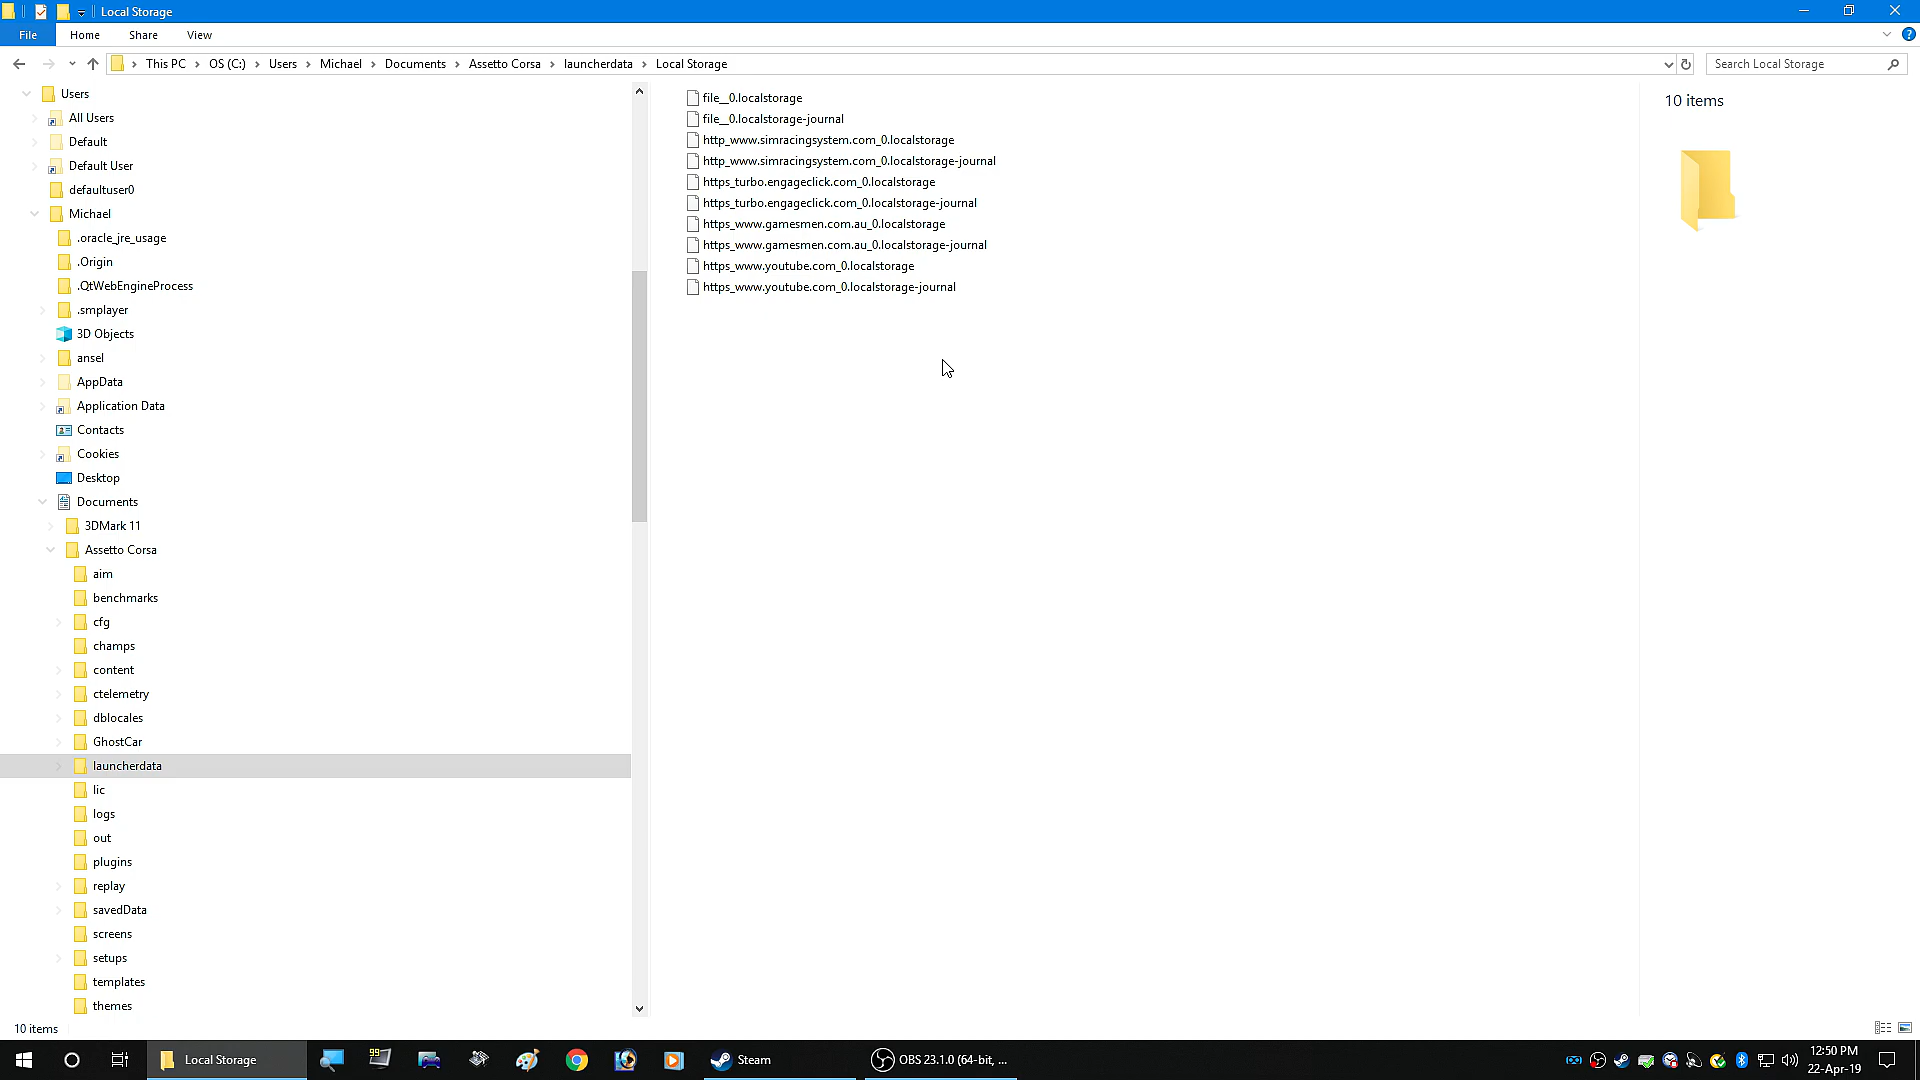 Local Storage
File
Home
Share
View
This PC
OS (C:)
Users
Michael
Documents
Assetto Corsa
launcherdata
Local Storage
Search Local Storage
Users
All Users
Default
Default User
defaultuser0
Michael
.oracle_jre_usage
.Origin
.QtWebEngineProcess
.smplayer
3D Objects
ansel
AppData
Application Data
Contacts
Cookies
Desktop
Documents
3DMark 11
Assetto Corsa
aim
benchmarks
cfg
champs
content
ctelemetry
dblocales
GhostCar
launcherdata
lic
logs
out
plugins
replay
savedData
screens
setups
templates
themes
file__0.localstorage
file__0.localstorage-journal
http_www.simracingsystem.com_0.localstorage
http_www.simracingsystem.com_0.localstorage-journal
https_turbo.engageclick.com_0.localstorage
https_turbo.engageclick.com_0.localstorage-journal
https_www.gamesmen.com.au_0.localstorage
https_www.gamesmen.com.au_0.localstorage-journal
https_www.youtube.com_0.localstorage
https_www.youtube.com_0.localstorage-journal
10 items
10 items
Local Storage
99
Steam
OBS 23.1.0 (64-bit, ...
12:50 PM
22-Apr-19